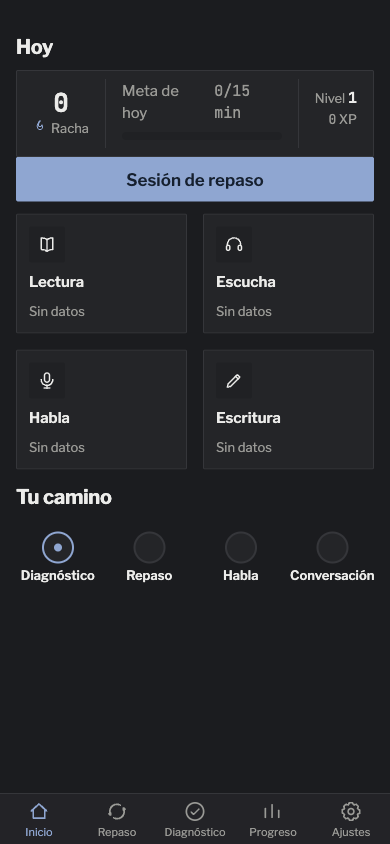 Hoy
0
Racha
Meta de hoy
0/15 min
Nivel 1
0 XP
Sesión de repaso
Lectura
Sin datos
Escucha
Sin datos
Habla
Sin datos
Escritura
Sin datos
Tu camino
Diagnóstico
Repaso
Habla
Conversación
Inicio
Repaso
Diagnóstico
Progreso
Ajustes